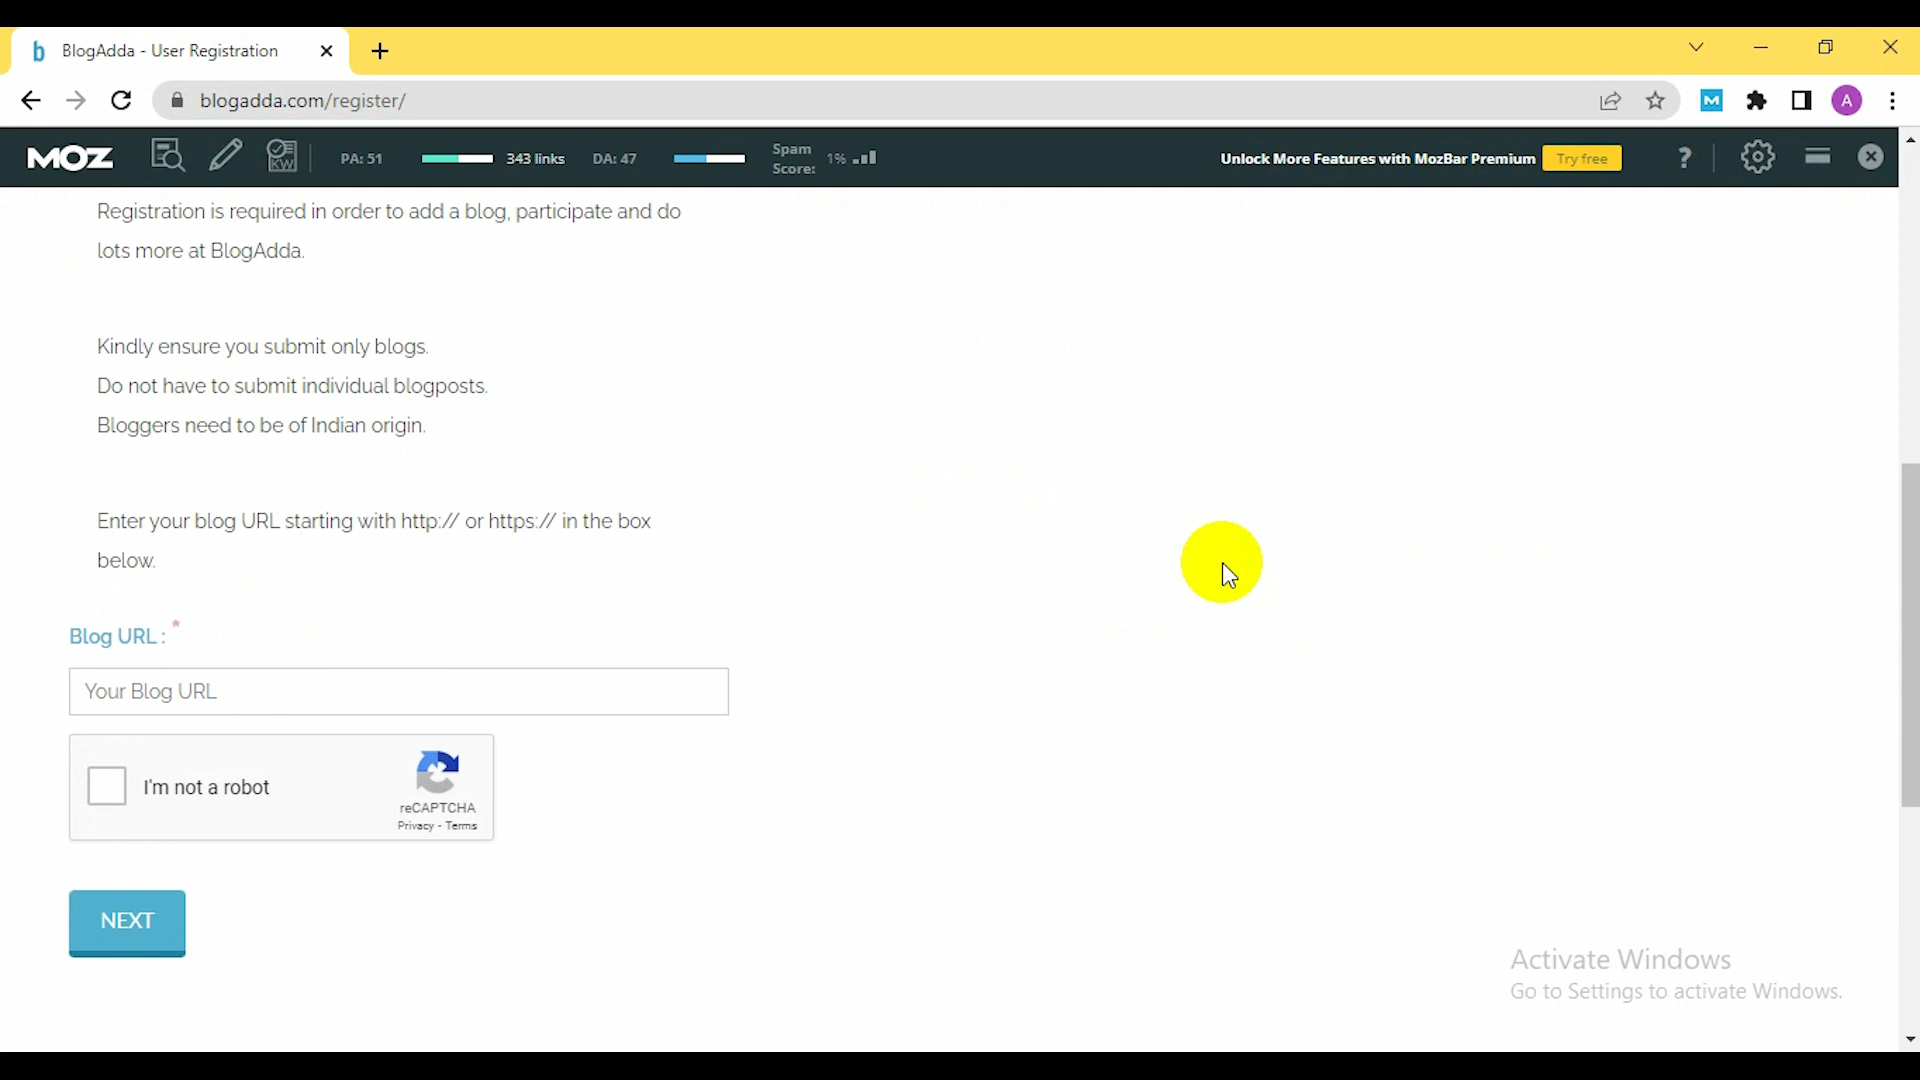 BlogAdda - User Registration
blogadda.com/register/
A
MOZ
KW
PA: 51
343 links
DA: 47
Spam
Score:
1%
Unlock More Features with MozBar Premium
Try free
?
Registration is required in order to add a blog, participate and do
lots more at BlogAdda.
Kindly ensure you submit only blogs.
Do not have to submit individual blogposts.
Bloggers need to be of Indian origin.
Enter your blog URL starting with http:// or https:// in the box
below.
Blog URL : *
Your Blog URL
I'm not a robot
reCAPTCHA
Privacy - Terms
NEXT
Activate Windows
Go to Settings to activate Windows.